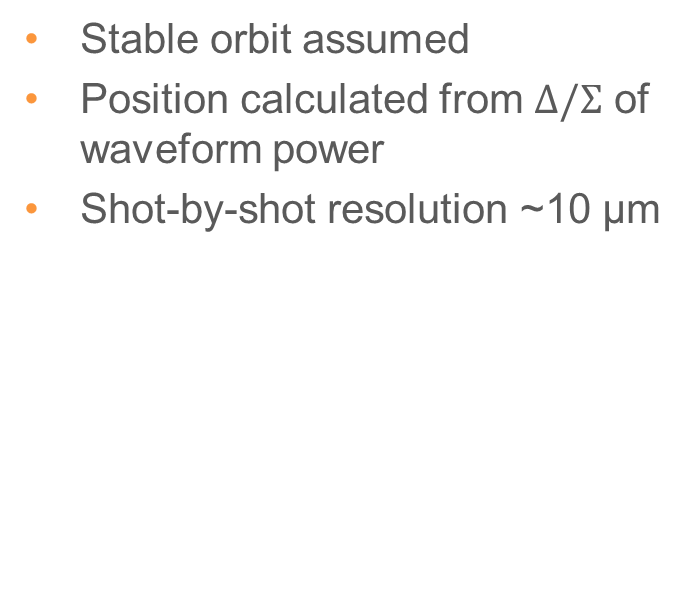 • Stable orbit assumed
• Position calculated from Δ/Σ of
waveform power
• Shot-by-shot resolution ~10 µm